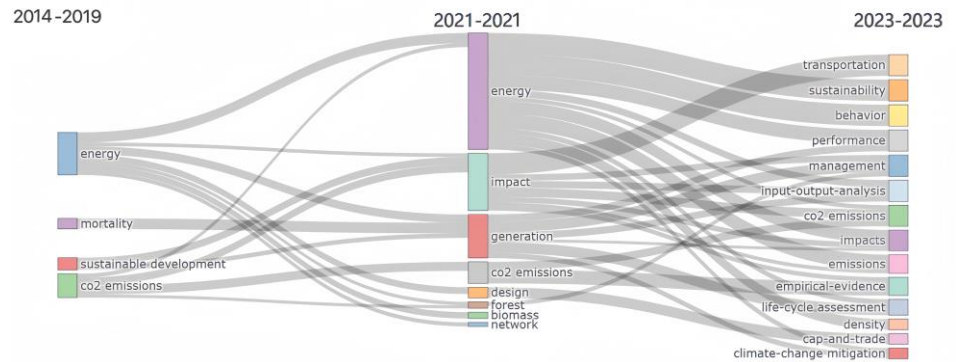 2014-2019
2021-2021
2023-2023
energy
mortality
sustainable development
co2 emissions
energy
impact
generation
co2 emissions
design
forest
biomass
network
transportation
sustainability
behavior
performance
management
input-output-analysis
co2 emissions
impacts
emissions
empirical-evidence
life-cycle assessment
density
cap-and-trade
climate-change mitigation